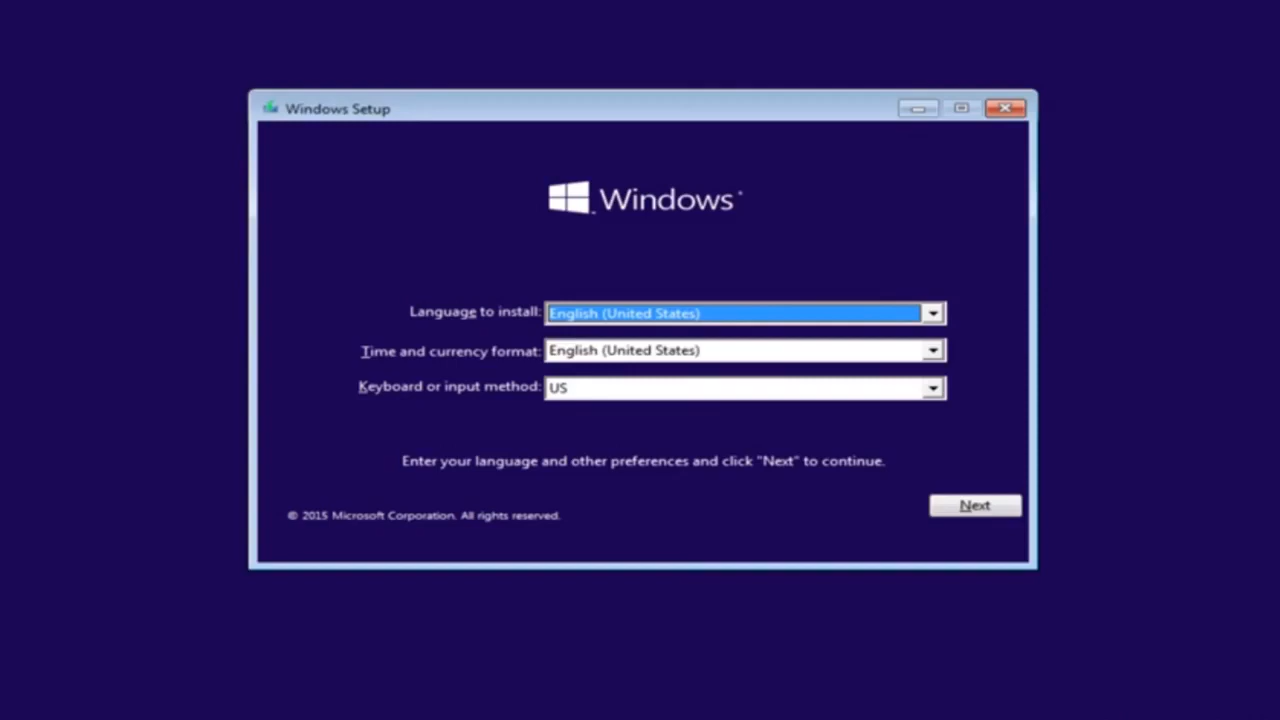 Windows Setup
Windows
Language to install: English (United States)
Time and currency format: English (United States)
Keyboard or input method: US
Enter your language and other preferences and click "Next" to continue.
Next
© 2015 Microsoft Corporation. All rights reserved.